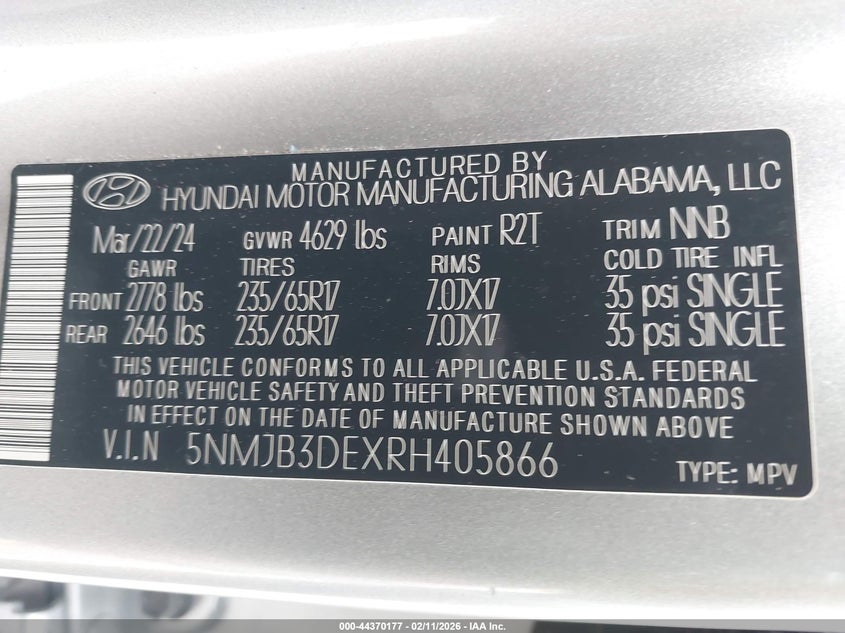 MANUFACTURED BY
HYUNDAI MOTOR MANUFACTURING ALABAMA, LLC
Mar/22/24 GVWR 4629 lbs PAINT R2T TRIM NNB
GAWR TIRES RIMS COLD TIRE INFL
FRONT 2778 lbs 235/65R17 7.0JX17 35 psi SINGLE
REAR 2646 lbs 235/65R17 7.0JX17 35 psi SINGLE
THIS VEHICLE CONFORMS TO ALL APPLICABLE U.S.A. FEDERAL
MOTOR VEHICLE SAFETY AND THEFT PREVENTION STANDARDS
IN EFFECT ON THE DATE OF MANUFACTURE SHOWN ABOVE
V.I.N 5NMJB3DEXRH405866 TYPE: MPV
000-44370177 - 02/11/2026 - IAA Inc.